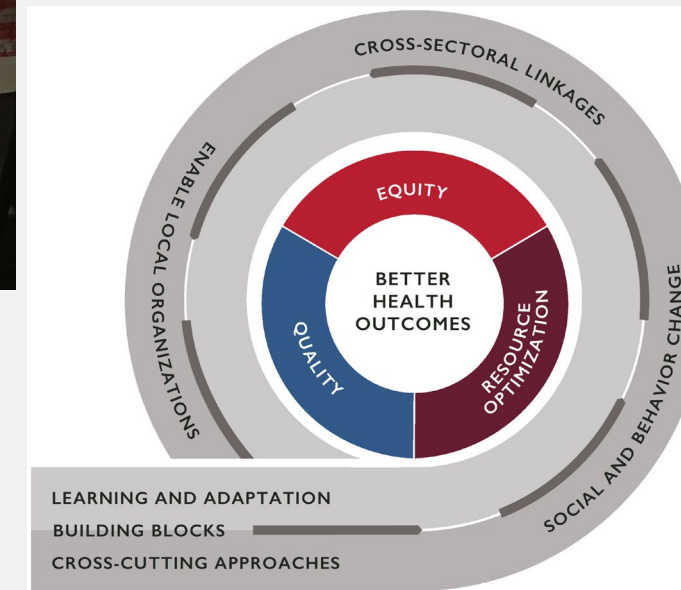 CROSS-SECTORAL LINKAGES
ENABLE LOCAL ORGANIZATIONS
EQUITY
BETTER
HEALTH
OUTCOMES
QUALITY
RESOURCE
OPTIMIZATION
SOCIAL AND BEHAVIOR CHANGE
LEARNING AND ADAPTATION
BUILDING BLOCKS
CROSS-CUTTING APPROACHES